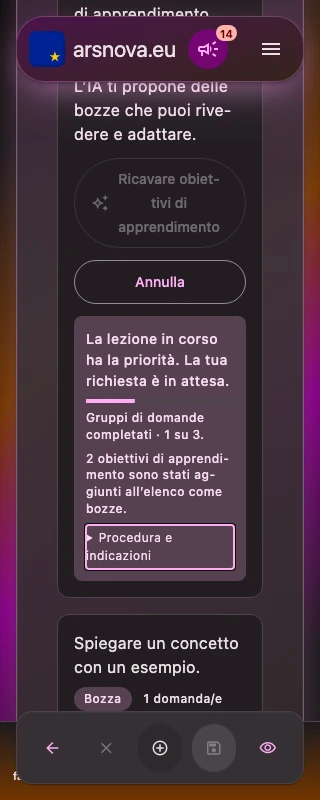 di apprendimento
arsnova.eu
14
L'IA ti propone delle
bozze che puoi rive-
dere e adattare.
Ricavare obiet-
tivi di
apprendimento
Annulla
La lezione in corso
ha la priorità. La tua
richiesta è in attesa.
Gruppi di domande
completati · 1 su 3.
2 obiettivi di apprendi-
mento sono stati ag-
giunti all'elenco come
bozze.
Procedura e
indicazioni
Spiegare un concetto
con un esempio.
Bozza 1 domanda/e